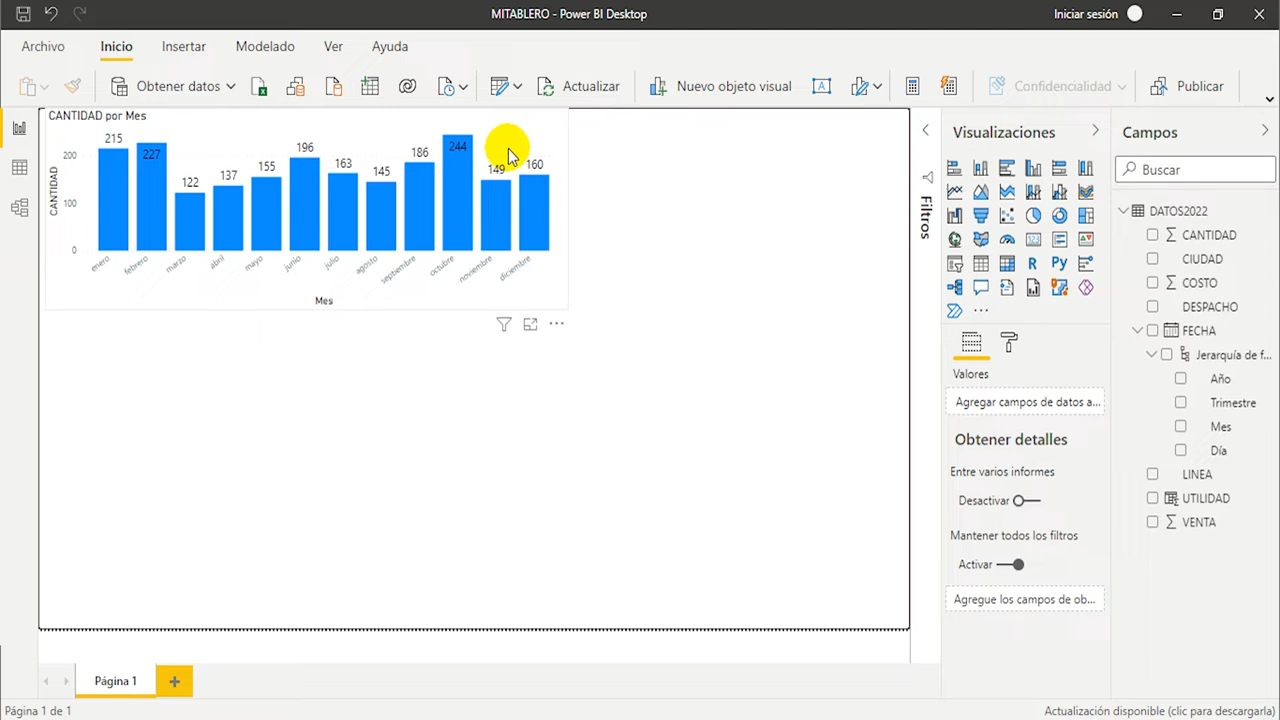 MITABLERO - Power BI Desktop
Iniciar sesión
Archivo
Inicio
Insertar
Modelado
Ver
Ayuda
Obtener datos
Actualizar
Nuevo objeto visual
Confidencialidad
Publicar
CANTIDAD por Mes
CANTIDAD
200
100
0
215
227
122
137
155
196
163
145
186
244
149
160
enero
febrero
marzo
abril
mayo
junio
julio
agosto
septiembre
octubre
noviembre
diciembre
Mes
Filtros
Visualizaciones
R
Py
Valores
Agregar campos de datos a...
Obtener detalles
Entre varios informes
Desactivar
Mantener todos los filtros
Activar
Agregue los campos de ob...
Campos
Buscar
DATOS2022
CANTIDAD
CIUDAD
COSTO
DESPACHO
FECHA
Jerarquía de f...
Año
Trimestre
Mes
Día
LINEA
UTILIDAD
VENTA
Página 1
Página 1 de 1
Actualización disponible (clic para descargarla)